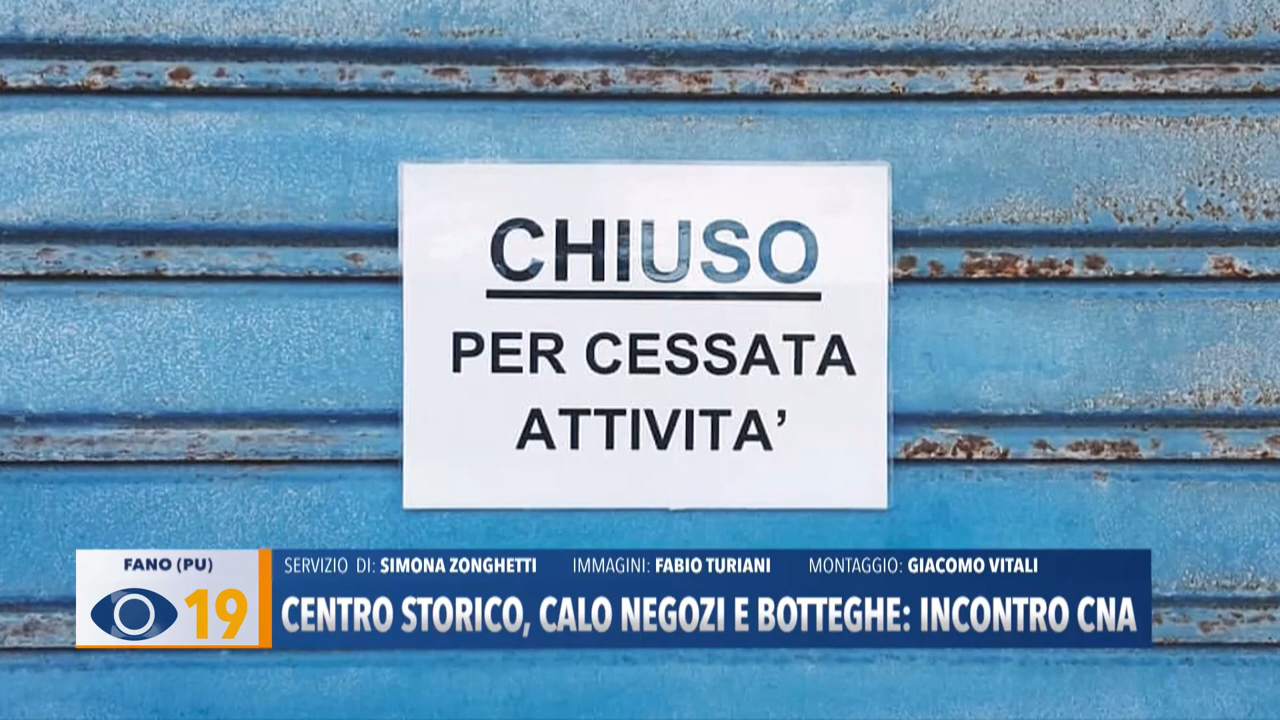 CHIUSO
PER CESSATA
ATTIVITA’
FANO (PU)
19
SERVIZIO DI: SIMONA ZONGHETTI IMMAGINI: FABIO TURIANI MONTAGGIO: GIACOMO VITALI
CENTRO STORICO, CALO NEGOZI E BOTTEGHE: INCONTRO CNA